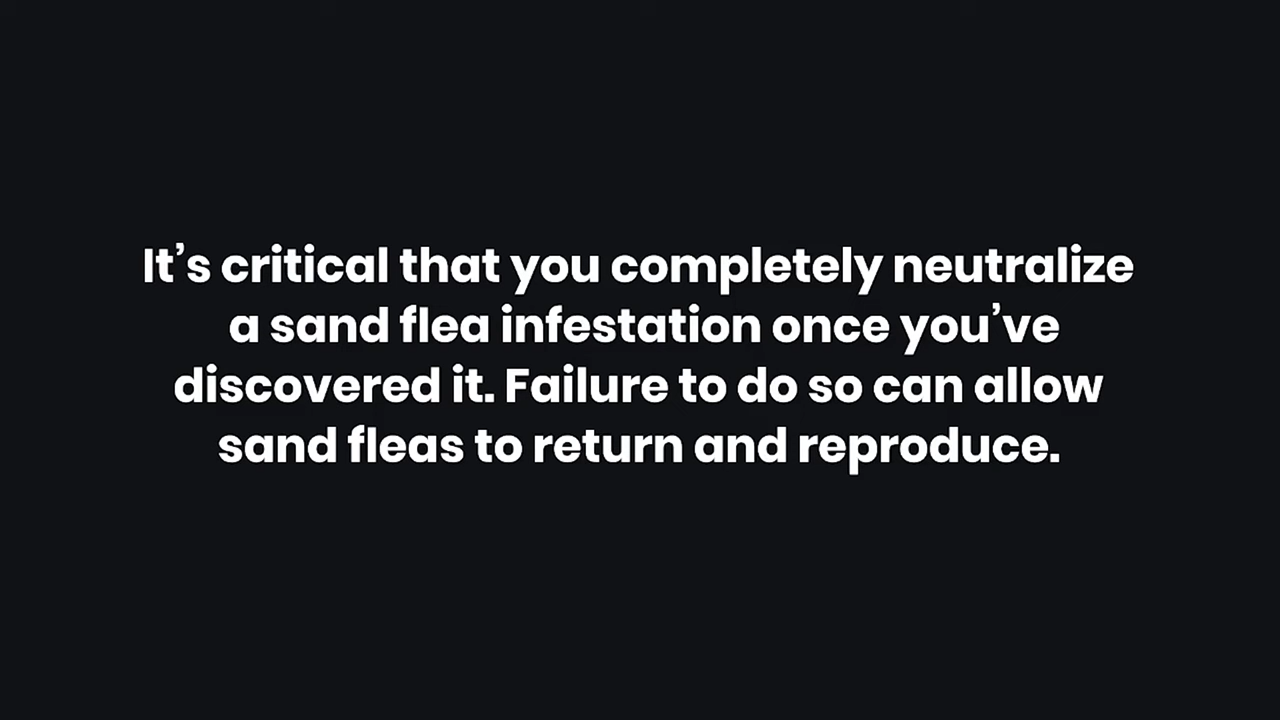 It’s critical that you completely neutralize
a sand flea infestation once you’ve
discovered it. Failure to do so can allow
sand fleas to return and reproduce.